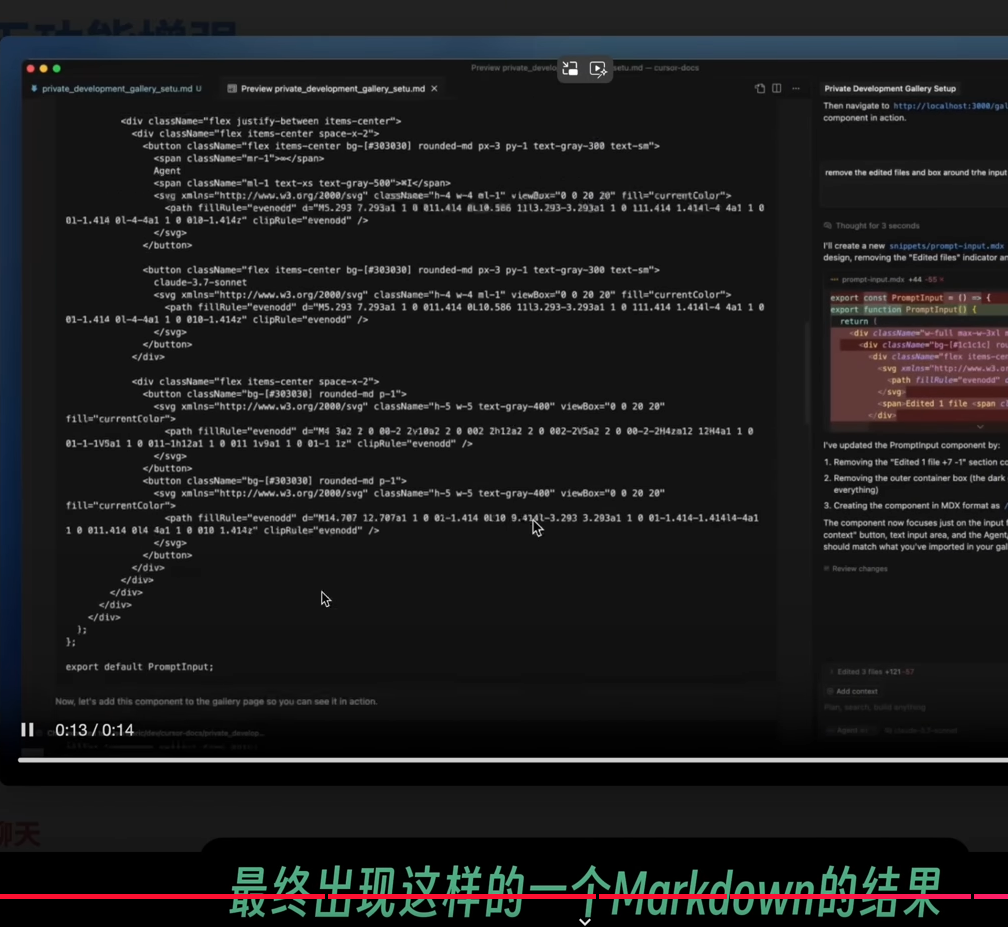 Preview private_develo
setu.md — cursor-docs
private_development_gallery_setu.md U
Preview private_development_gallery_setu.md ×
<div className="flex justify-between items-center">
<div className="flex items-center space-x-2">
<button className="flex items-center bg-[#303030] rounded-md px-3 py-1 text-gray-300 text-sm">
<span className="mr-1">∞</span>
Agent
<span className="ml-1 text-xs text-gray-500">⌘I</span>
<svg xmlns="http://www.w3.org/2000/svg" className="h-4 w-4 ml-1" viewBox="0 0 20 20" fill="currentColor">
<path fillRule="evenodd" d="M5.293 7.293a1 1 0 011.414 0L10 10.586 l3.293-3.293a1 1 0 111.414 1.414l-4 4a1 1 0
01-1.414 0l-4-4a1 1 0 010-1.414z" clipRule="evenodd" />
</svg>
</button>
<button className="flex items-center bg-[#303030] rounded-md px-3 py-1 text-gray-300 text-sm">
claude-3.7-sonnet
<svg xmlns="http://www.w3.org/2000/svg" className="h-4 w-4 ml-1" viewBox="0 0 20 20" fill="currentColor">
<path fillRule="evenodd" d="M5.293 7.293a1 1 0 011.414 0L10 10.586 l3.293-3.293a1 1 0 111.414 1.414l-4 4a1 1 0
01-1.414 0l-4-4a1 1 0 010-1.414z" clipRule="evenodd" />
</svg>
</button>
</div>
<div className="flex items-center space-x-2">
<button className="bg-[#303030] rounded-md p-1">
<svg xmlns="http://www.w3.org/2000/svg" className="h-5 w-5 text-gray-400" viewBox="0 0 20 20"
fill="currentColor">
<path fillRule="evenodd" d="M4 3a2 2 0 00-2 2v10a2 2 0 002 2h12a2 2 0 002-2V5a2 2 0 00-2-2H4zm12 12H4a1 1 0
01-1-1V5a1 1 0 011-1h12a1 1 0 011 1v9a1 1 0 01-1 1z" clipRule="evenodd" />
</svg>
</button>
<button className="bg-[#303030] rounded-md p-1">
<svg xmlns="http://www.w3.org/2000/svg" className="h-5 w-5 text-gray-400" viewBox="0 0 20 20"
fill="currentColor">
<path fillRule="evenodd" d="M14.707 12.707a1 1 0 01-1.414 0L10 9.414l-3.293 3.293a1 1 0 01-1.414-1.414l4-4a1
1 0 011.414 0l4 4a1 1 0 010 1.414z" clipRule="evenodd" />
</svg>
</button>
</div>
</div>
</div>
</div>
</div>
);
};
export default PromptInput;
Now, let's add this component to the gallery page so you can see it in action.
Private Development Gallery Setup
Then navigate to http://localhost:3000/gal
component in action.
remove the edited files and box around trhe input
Thought for 3 seconds
I'll create a new snippets/prompt-input.mdx
design, removing the "Edited files" indicator an
prompt-input.mdx +44 -85 ×
export const PromptInput = () => {
export function PromptInput() {
return (
<div className="w-full max-w-3xl m
<div className="bg-[#1c1c1c] rou
<div className="flex items-cen
<svg xmlns="http://www.w3.or
<path fillRule="evenodd" d
</svg>
<span>Edited 1 file <span cl
</div>
I've updated the PromptInput component by:
1. Removing the "Edited 1 file +7 -1" section co
2. Removing the outer container box (the dark
everything)
3. Creating the component in MDX format as /
The component now focuses just on the input f
context" button, text input area, and the Agent,
should match what you've imported in your gal
Review changes
Edited 3 files +121 -87
Add context
Plan, search, build anything
Agent
claude-3.7-sonnet
0:13 / 0:14
聊天
最终出现这样的一个Markdown的结果